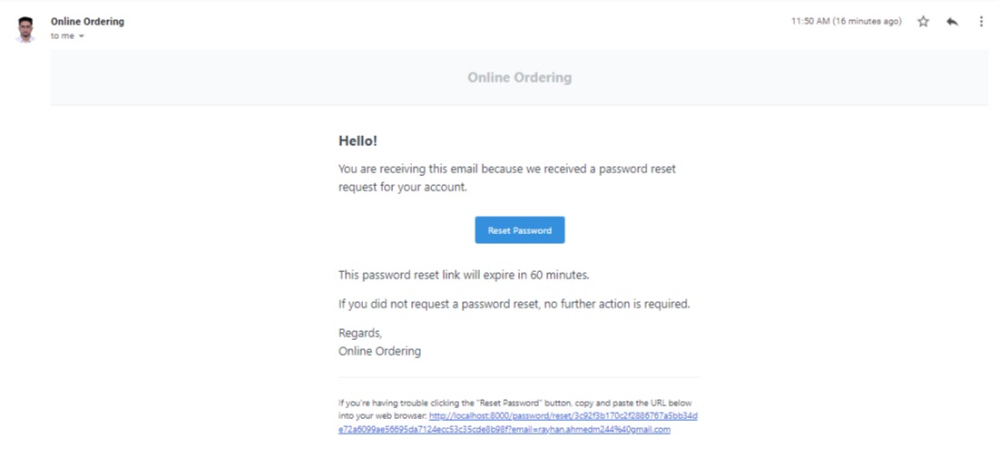 Online Ordering
11:50 AM (16 minutes ago)
to me
Online Ordering
Hello!
You are receiving this email because we received a password reset
request for your account.
Reset Password
This password reset link will expire in 60 minutes.
If you did not request a password reset, no further action is required.
Regards,
Online Ordering
If you're having trouble clicking the "Reset Password" button, copy and paste the URL below
into your web browser: http://localhost:8000/password/reset/3c92f3b170c2f2886767a5bb34d
e72a6099ae56695da7124ecc53c35cde8b98f?email=rayhan.ahmedm244%40gmail.com